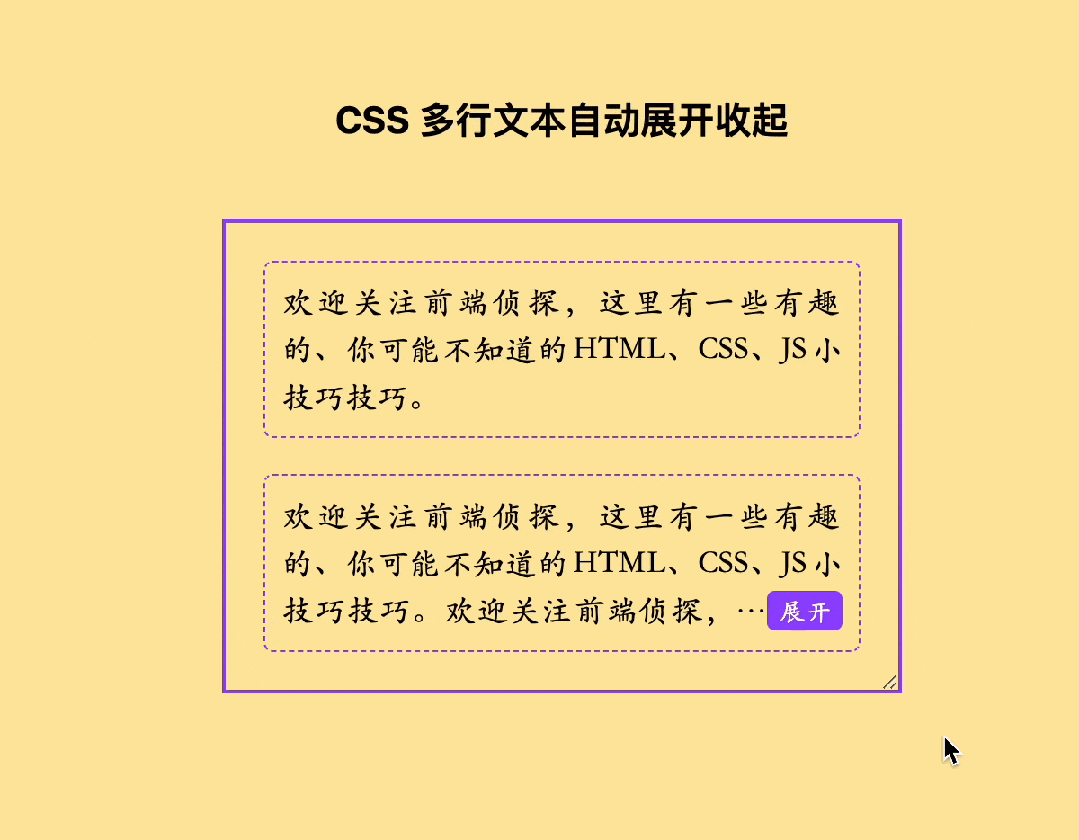 CSS 多行文本自动展开收起
欢迎关注前端侦探，这里有一些有趣
的、你可能不知道的HTML、CSS、JS小
技巧技巧。
欢迎关注前端侦探，这里有一些有趣
的、你可能不知道的HTML、CSS、JS小
技巧技巧。欢迎关注前端侦探，…展开